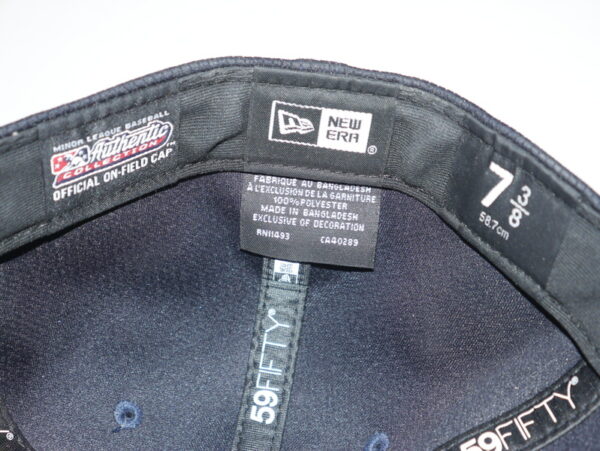 MINOR LEAGUE BASEBALL
Authentic
COLLECTION
OFFICIAL ON-FIELD CAP
NEW
ERA®
7 3/8
58.7cm
FABRIQUÉ AU BANGLADESH
À L'EXCLUSION DE LA GARNITURE
100% POLYESTER
MADE IN BANGLADESH
EXCLUSIVE OF DECORATION
RN11493 CA40289
59FIFTY®
59FIFTY®
®